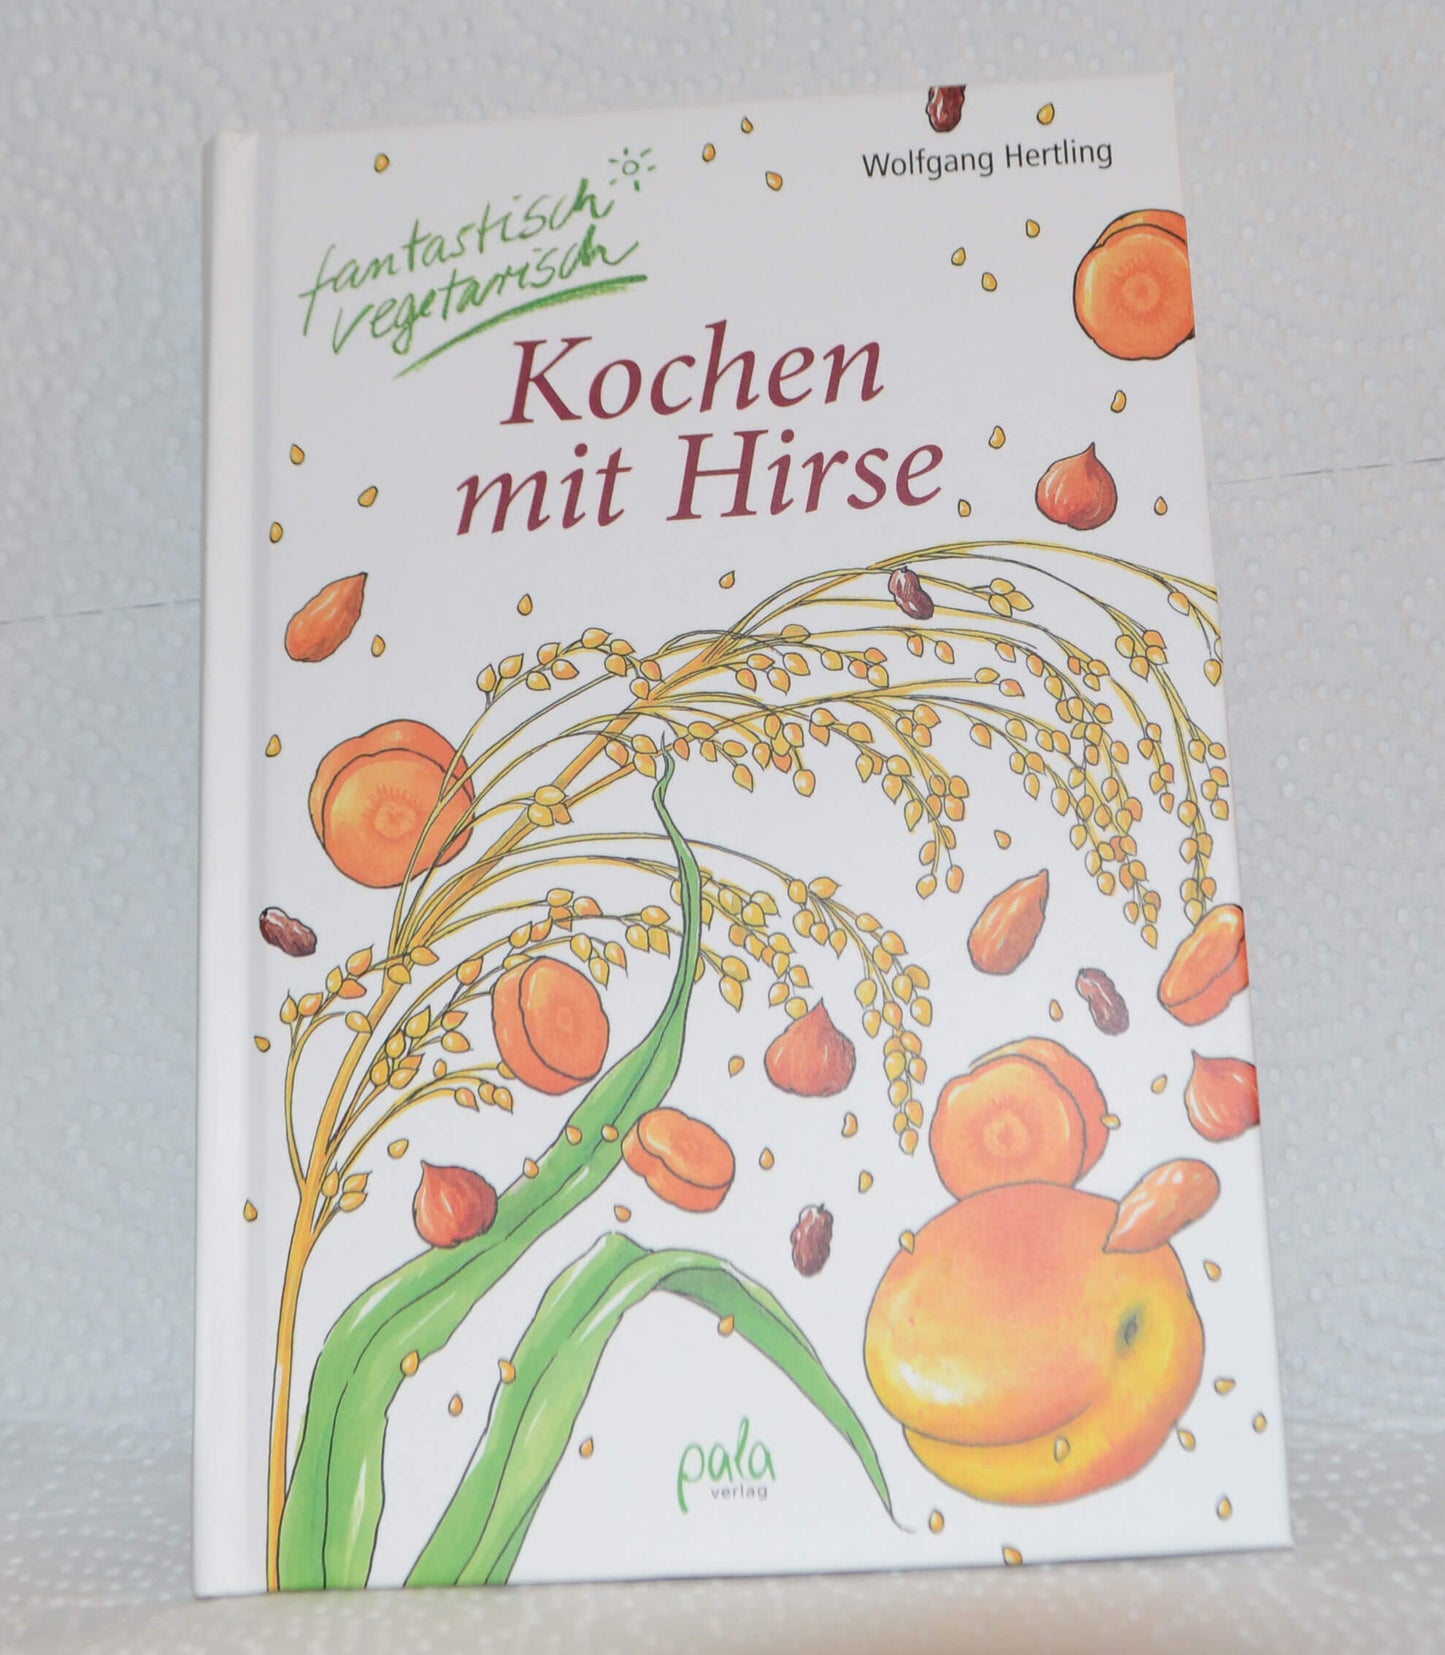 Wolfgang Hertling
fantastisch
vegetarisch
Kochen
mit Hirse
pala
verlag